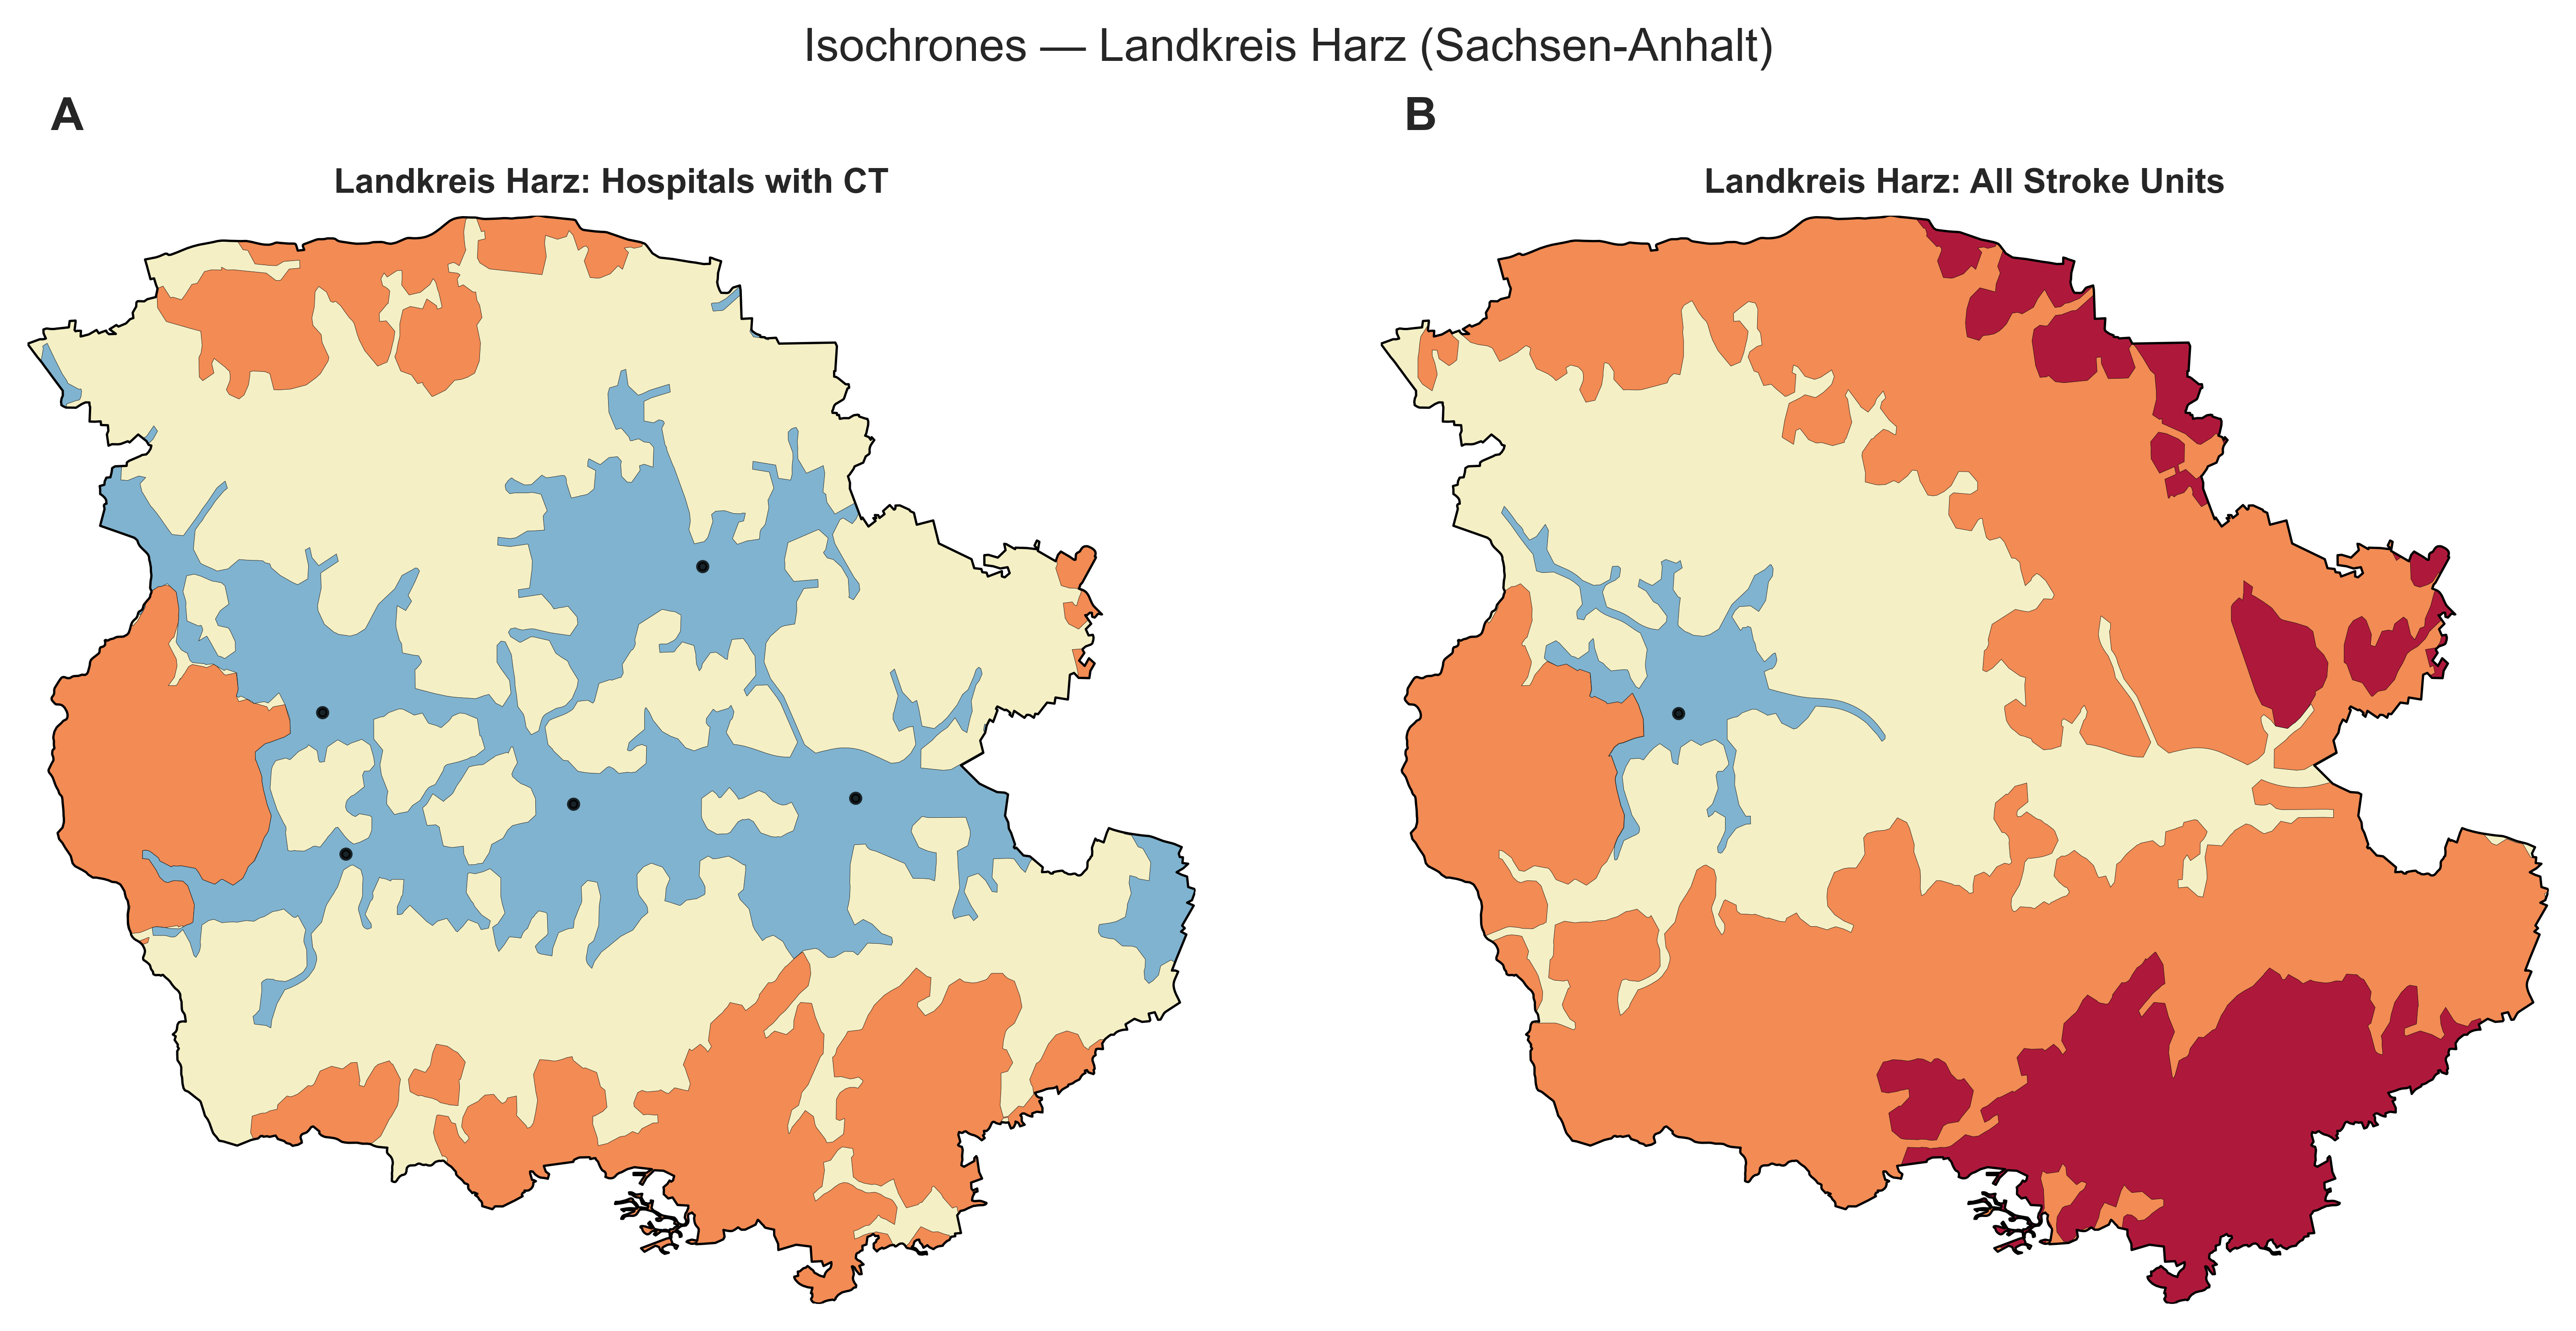 Isochrones — Landkreis Harz (Sachsen-Anhalt)
A
B
Landkreis Harz: Hospitals with CT
Landkreis Harz: All Stroke Units